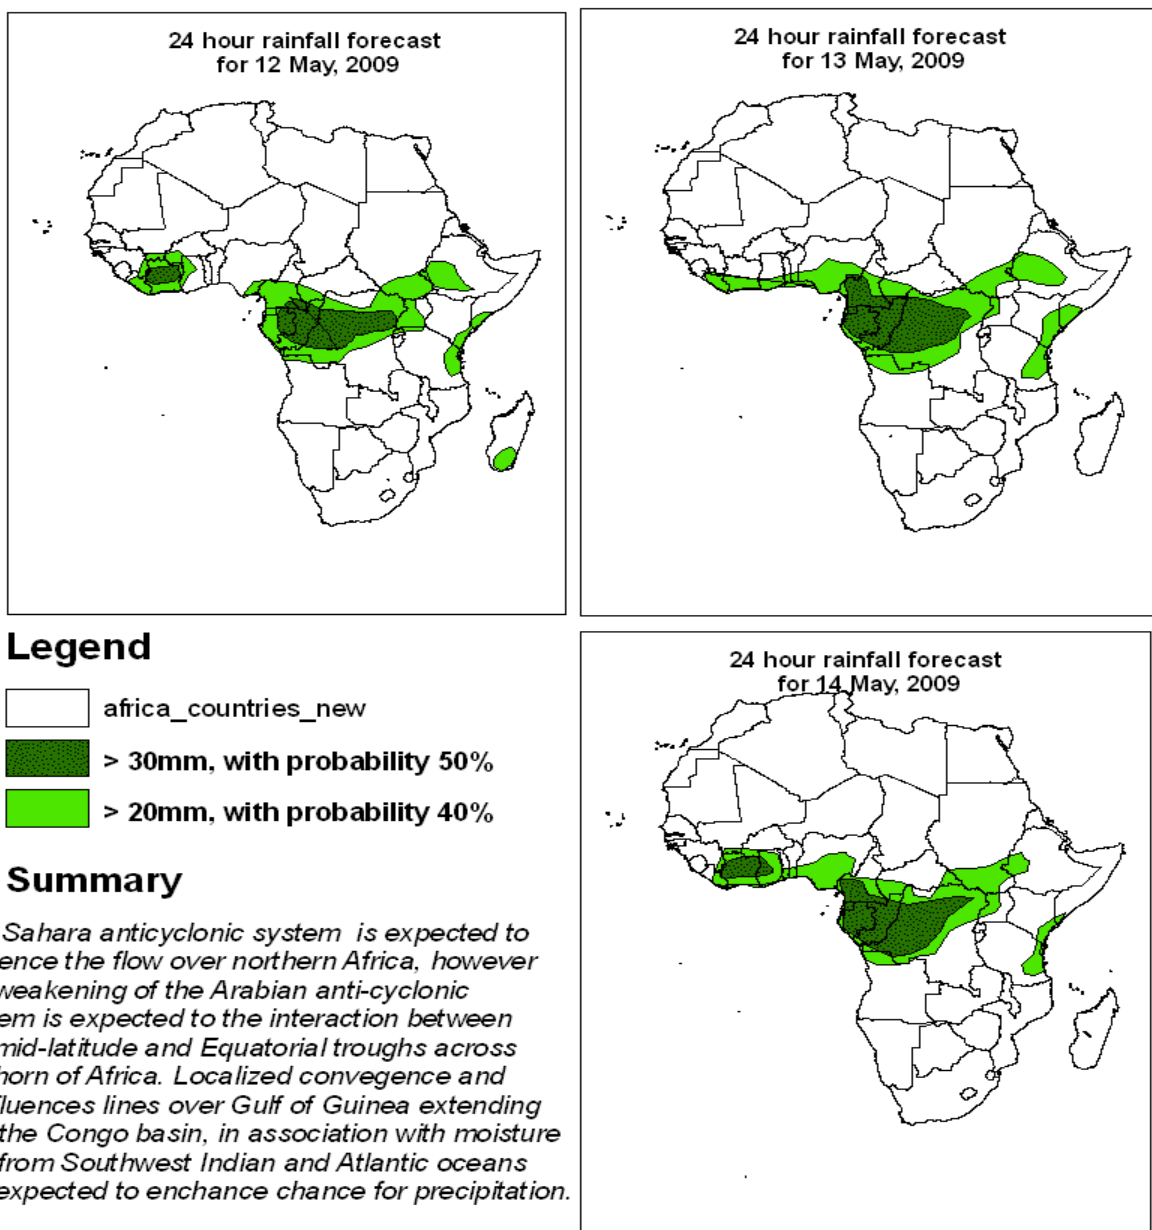 24 hour rainfall forecast
for 12 May, 2009
24 hour rainfall forecast
for 13 May, 2009
Legend
africa_countries_new
> 30mm, with probability 50%
> 20mm, with probability 40%
24 hour rainfall forecast
for 14 May, 2009
Summary
Sahara anticyclonic system is expected to
ence the flow over northern Africa, however
weakening of the Arabian anti-cyclonic
em is expected to the interaction between
mid-latitude and Equatorial troughs across
horn of Africa. Localized convegence and
luences lines over Gulf of Guinea extending
the Congo basin, in association with moisture
from Southwest Indian and Atlantic oceans
expected to enchance chance for precipitation.